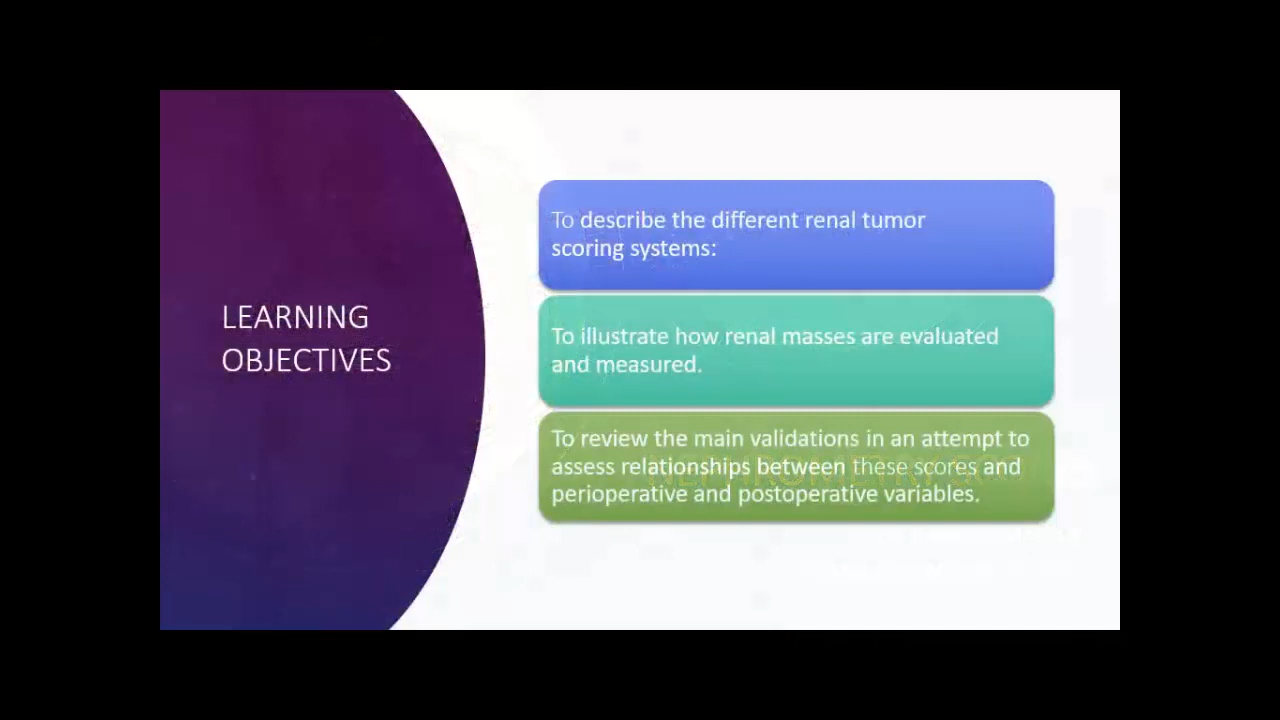 LEARNING
OBJECTIVES
To describe the different renal tumor
scoring systems:
To illustrate how renal masses are evaluated
and measured.
To review the main validations in an attempt to
assess relationships between these scores and
perioperative and postoperative variables.